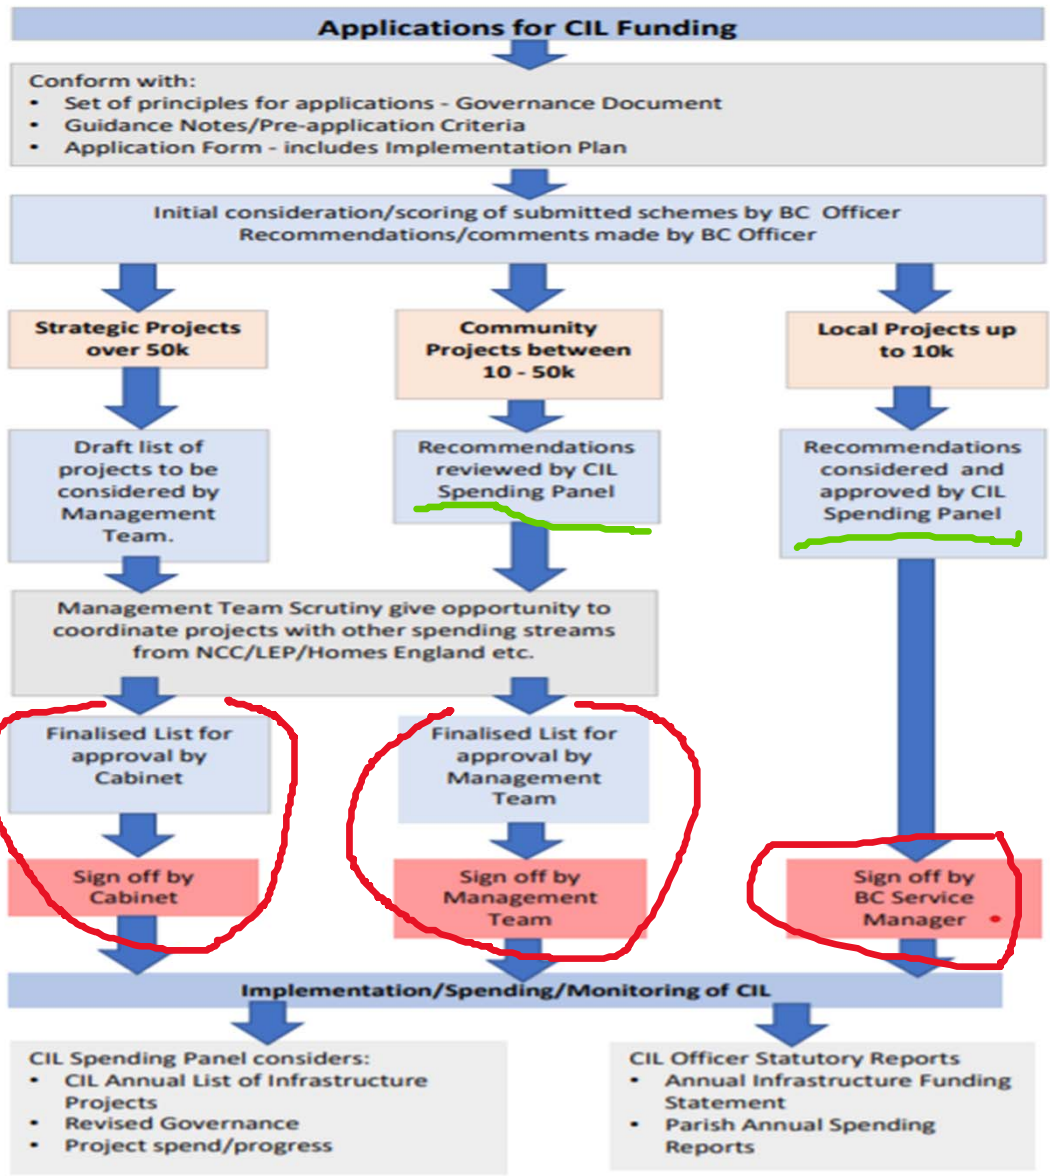 Applications for CIL Funding
Conform with:
• Set of principles for applications - Governance Document
• Guidance Notes/Pre-application Criteria
• Application Form - includes Implementation Plan
Initial consideration/scoring of submitted schemes by BC Officer
Recommendations/comments made by BC Officer
Strategic Projects
over 50k
Draft list of
projects to be
considered by
Management
Team.
Community
Projects between
10 - 50k
Recommendations
reviewed by CIL
Spending Panel
Local Projects up
to 10k
Recommendations
considered and
approved by CIL
Spending Panel
Management Team Scrutiny give opportunity to
coordinate projects with other spending streams
from NCC/LEP/Homes England etc.
Finalised List for
approval by
Cabinet
Sign off by
Cabinet
Finalised List for
approval by
Management
Team
Sign off by
Management
Team
Sign off by
BC Service
Manager
Implementation/Spending/Monitoring of CIL
CIL Spending Panel considers:
• CIL Annual List of Infrastructure
Projects
• Revised Governance
• Project spend/progress
CIL Officer Statutory Reports
• Annual Infrastructure Funding
Statement
• Parish Annual Spending
Reports